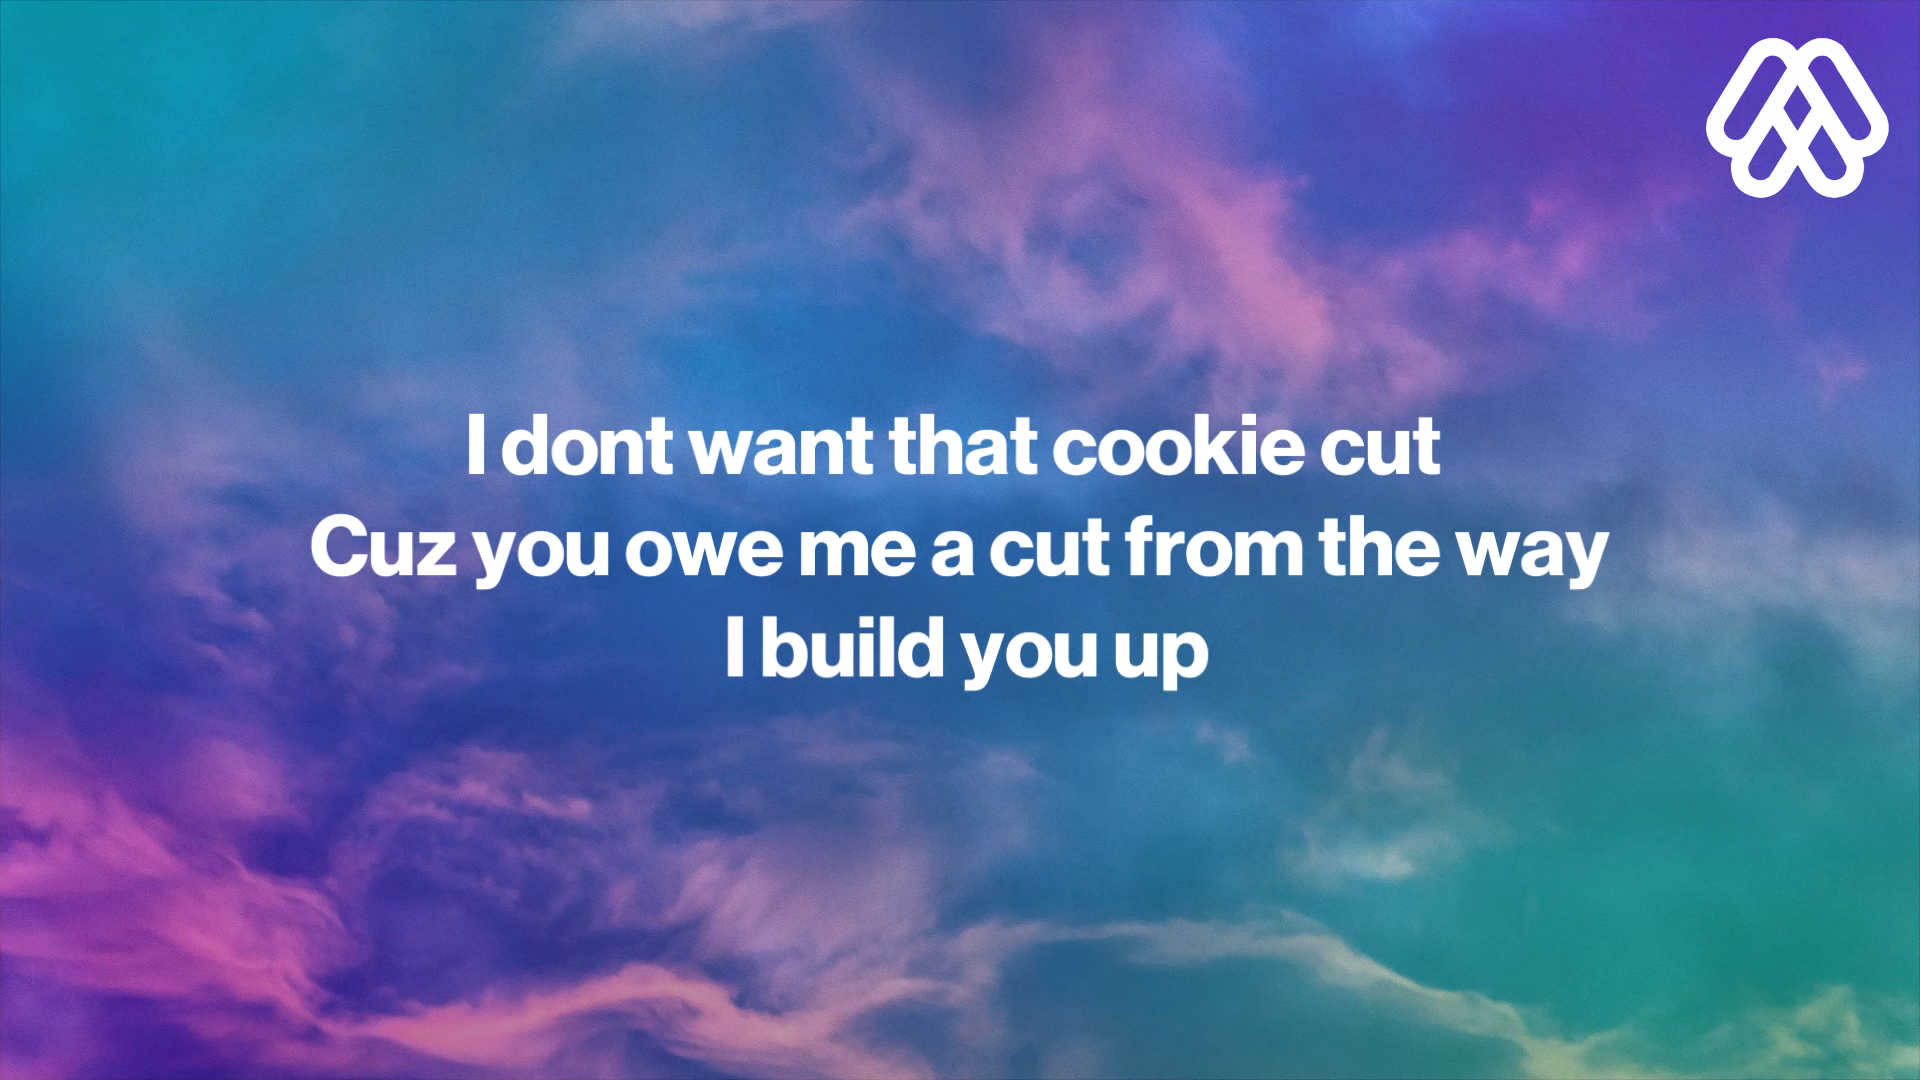 I dont want that cookie cut
Cuz you owe me a cut from the way
I build you up